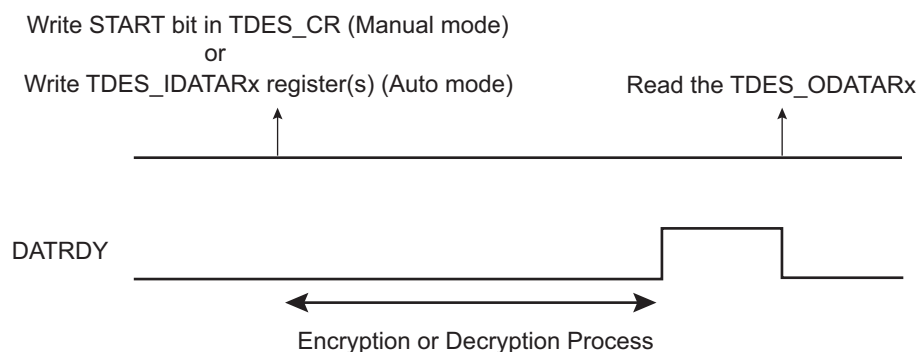 Write START bit in TDES_CR (Manual mode)
or
Write TDES_IDATARx register(s) (Auto mode)
Read the TDES_ODATARx
DATRDY
Encryption or Decryption Process